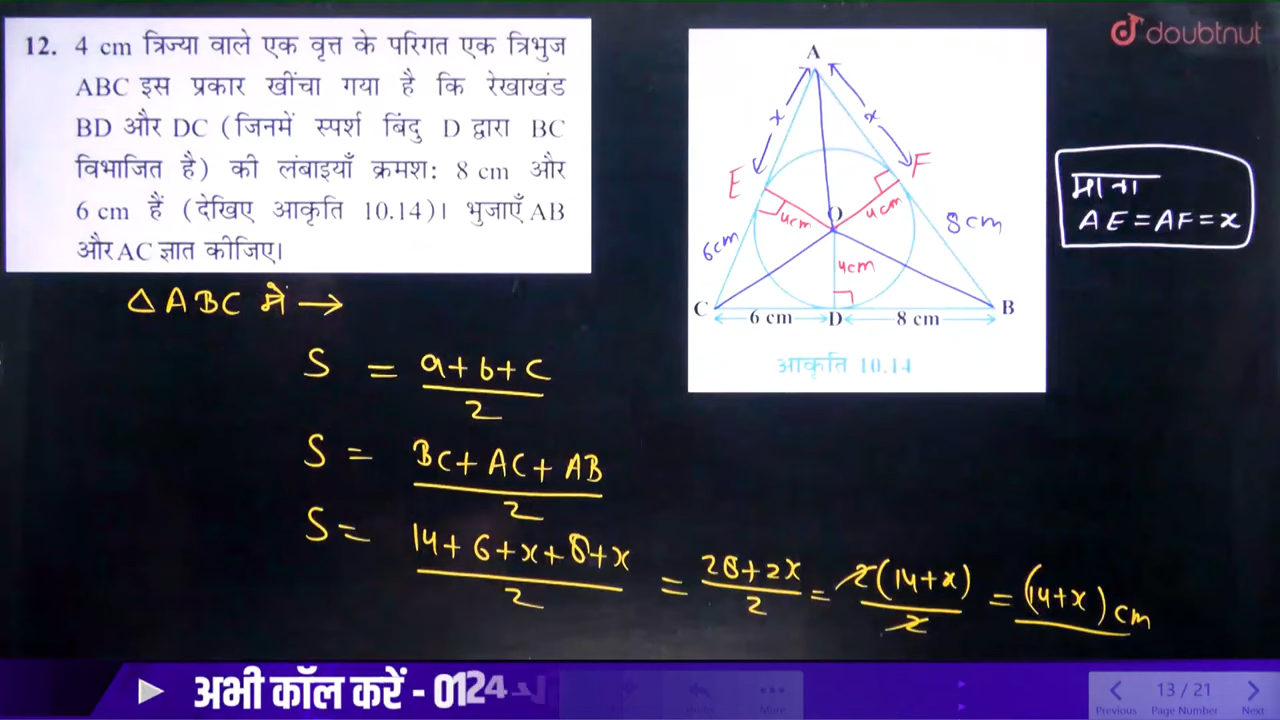 12. 4 cm त्रिज्या वाले एक वृत्त के परिगत एक त्रिभुज
ABC इस प्रकार खींचा गया है कि रेखाखंड
BD और DC (जिनमें स्पर्श बिंदु D द्वारा BC
विभाजित है) की लंबाइयाँ क्रमश: 8 cm और
6 cm हैं (देखिए आकृति 10.14)। भुजाएँ AB
और AC ज्ञात कीजिए।
doubtnut
A
x
x
E
F
O
4cm
4cm
6cm
8cm
4cm
C
D
B
6 cm
8 cm
आकृति 10.14
माना
AE=AF=x
△ABC मे →
S = a+b+c / 2
S = BC+AC+AB / 2
S = 14+6+x+8+x / 2 = 28+2x / 2 = 2(14+x) / 2 = (14+x) cm
अभी कॉल करें - 0124
13 / 21
Previous Page Number Next
More